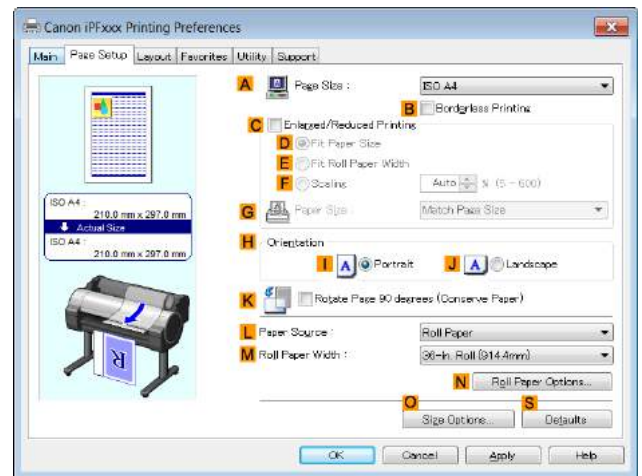 Canon iPFxxx Printing Preferences
Main Page Setup Layout Favorites Utility Support
A Page Size : ISO A4
B Borderless Printing
C Enlarged/Reduced Printing
D Fit Paper Size
E Fit Roll Paper Width
F Scaling Auto % (5 - 600)
G Paper Size : Match Page Size
ISO A4 :
210.0 mm x 297.0 mm
Actual Size
ISO A4 :
210.0 mm x 297.0 mm
H Orientation
I A Portrait J A Landscape
K Rotate Page 90 degrees (Conserve Paper)
L Paper Source : Roll Paper
M Roll Paper Width : 36-in. Roll (914.4mm)
R
N Roll Paper Options...
O S
Size Options... Defaults
OK Cancel Apply Help